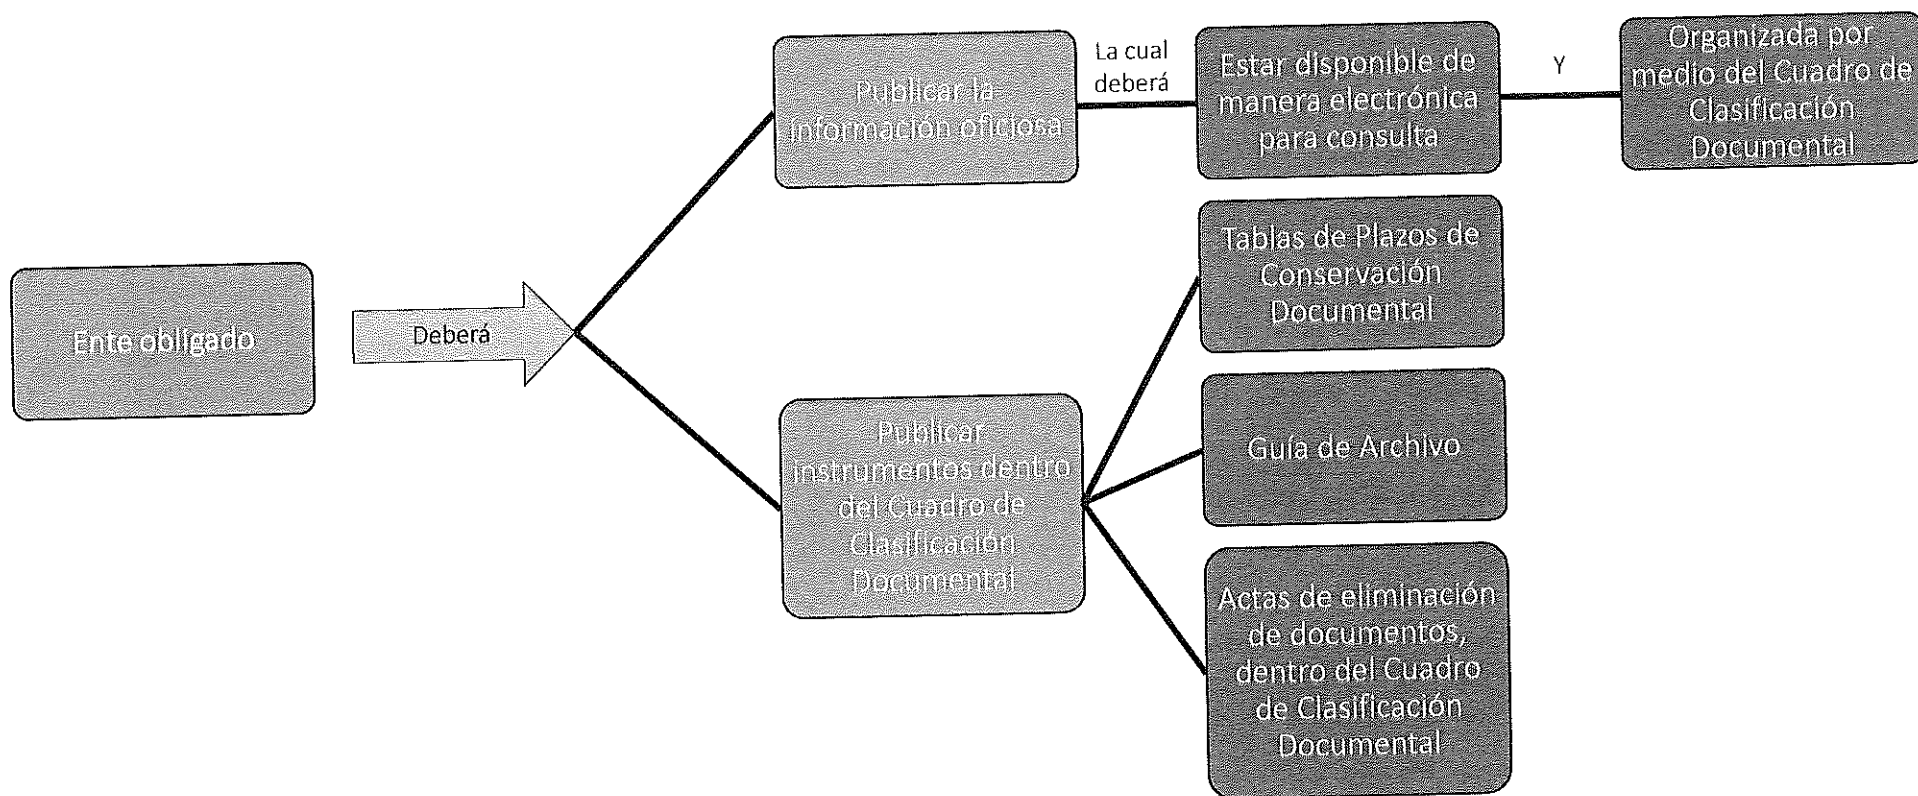 Ente obligado
Deberá
Publicar la
información oficiosa
La cual
deberá
Estar disponible de
manera electrónica
para consulta
Y
Organizada por
medio del Cuadro de
Clasificación
Documental
Publicar
instrumentos dentro
del Cuadro de
Clasificación
Documental
Tablas de Plazos de
Conservación
Documental
Guía de Archivo
Actas de eliminación
de documentos,
dentro del Cuadro
de Clasificación
Documental